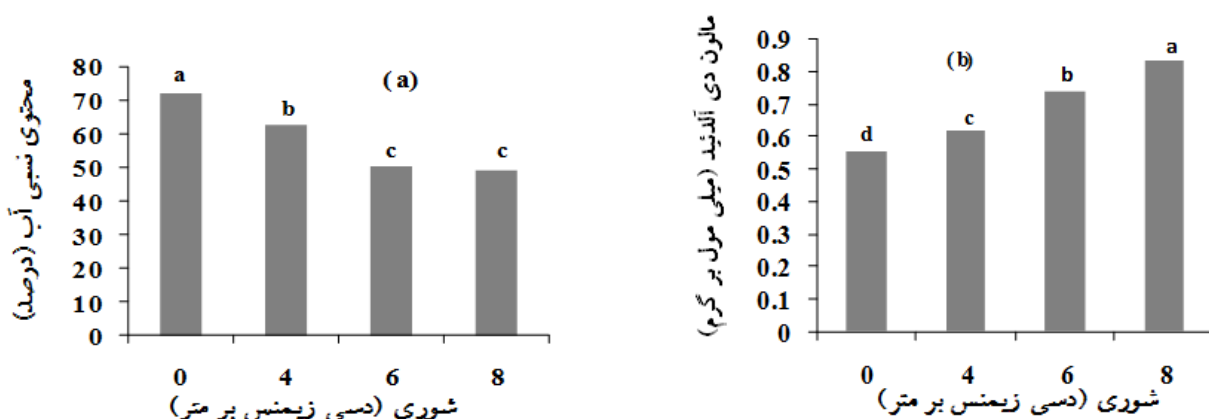 محتوی نسبی آب (درصد)
80
70
60
50
40
30
20
10
0
(a)
a
b
c
c
0 4 6 8
شوری (دسی زیمنس بر متر)
مالون دی آلدئید (میلی مول بر گرم)
0.9
0.8
0.7
0.6
0.5
0.4
0.3
0.2
0.1
0
(b)
d
c
b
a
0 4 6 8
شوری (دسی زیمنس بر متر)